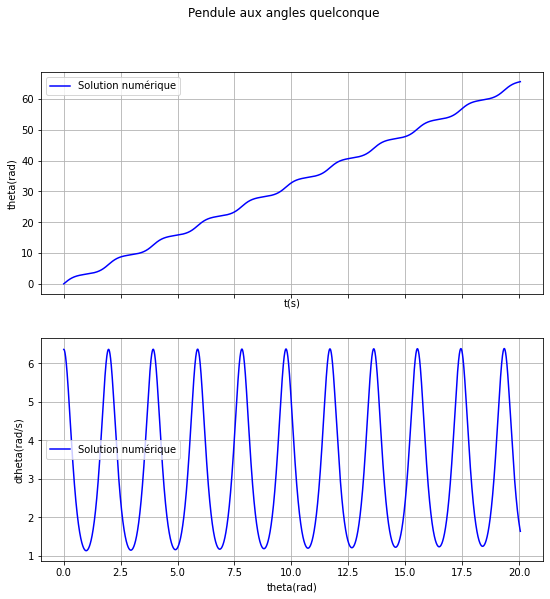 Pendule aux angles quelconque
Solution numérique
60
50
40
30
20
10
0
theta(rad)
t(s)
Solution numérique
6
5
4
3
2
1
dtheta(rad/s)
0.0 2.5 5.0 7.5 10.0 12.5 15.0 17.5 20.0
theta(rad)